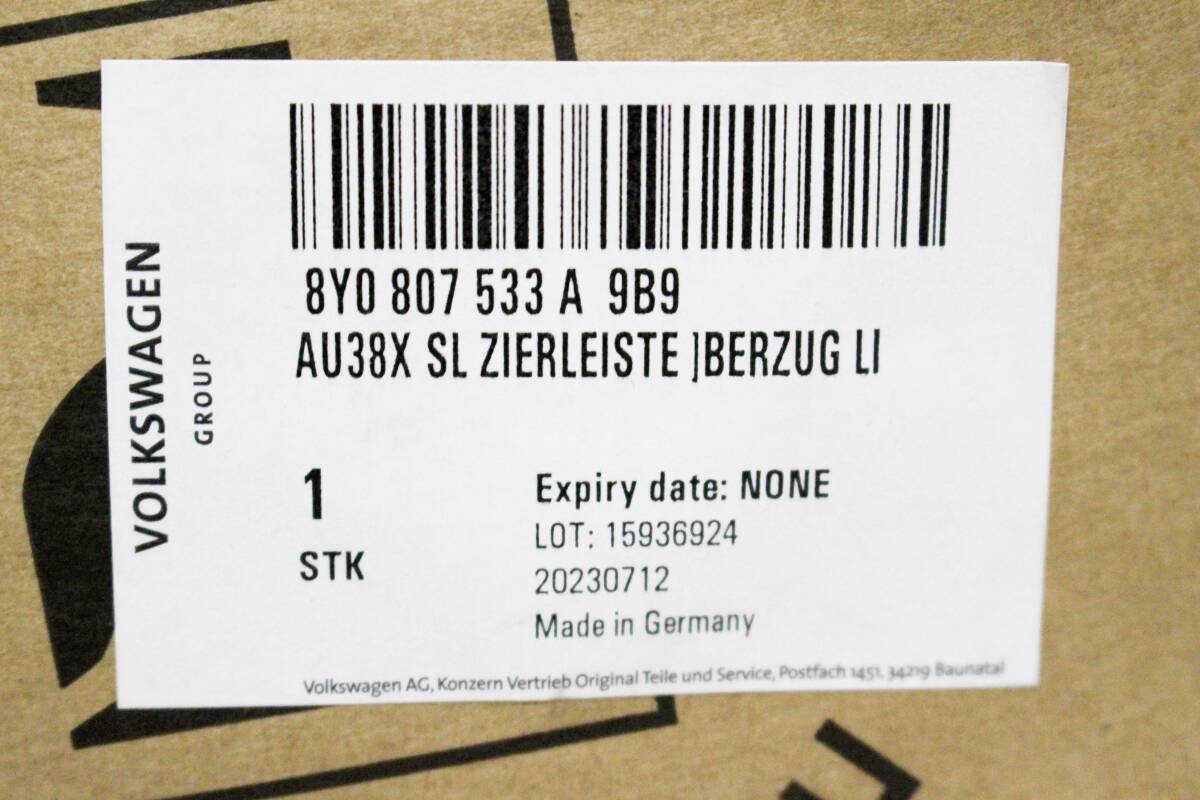 VOLKSWAGEN
GROUP
8Y0 807 533 A 9B9
AU38X SL ZIERLEISTE ]BERZUG LI
1
STK
Expiry date: NONE
LOT: 15936924
20230712
Made in Germany
Volkswagen AG, Konzern Vertrieb Original Teile und Service, Postfach 1451, 34219 Baunatal